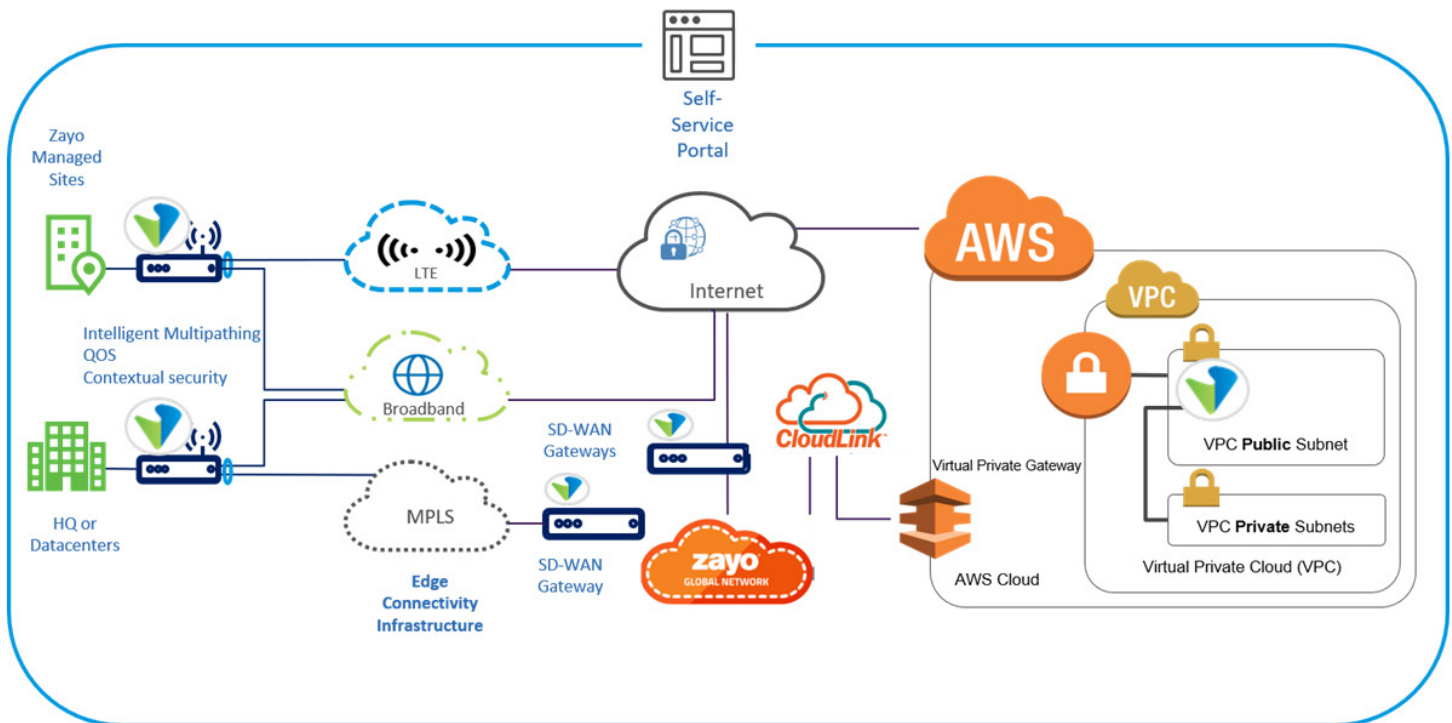 Self-
Service
Portal
Zayo
Managed
Sites
LTE
Internet
AWS
VPC
Intelligent Multipathing
QOS
Contextual security
Broadband
SD-WAN
Gateways
CloudLink
Virtual Private Gateway
VPC Public Subnet
HQ or
Datacenters
MPLS
SD-WAN
Gateway
zayo
GLOBAL NETWORK
VPC Private Subnets
Virtual Private Cloud (VPC)
AWS Cloud
Edge
Connectivity
Infrastructure